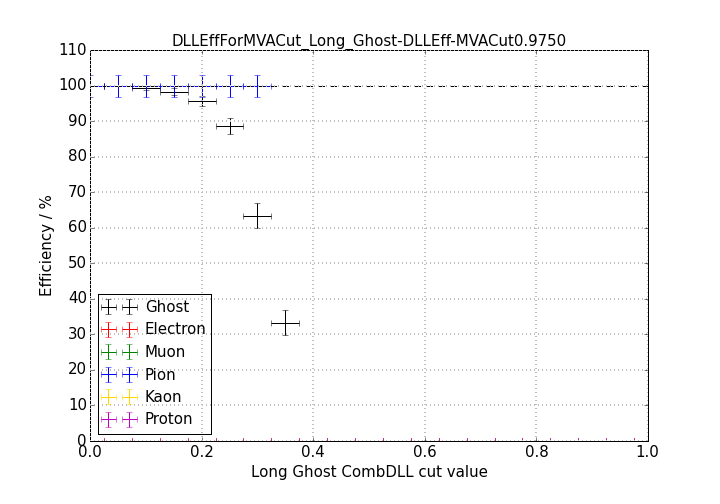 DLLEffForMVACut_Long_Ghost-DLLEff-MVACut0.9750
110
100
90
80
70
60
50
40
30
20
10
0
Efficiency / %
Ghost
Electron
Muon
Pion
Kaon
Proton
0.0 0.2 0.4 0.6 0.8 1.0
Long Ghost CombDLL cut value